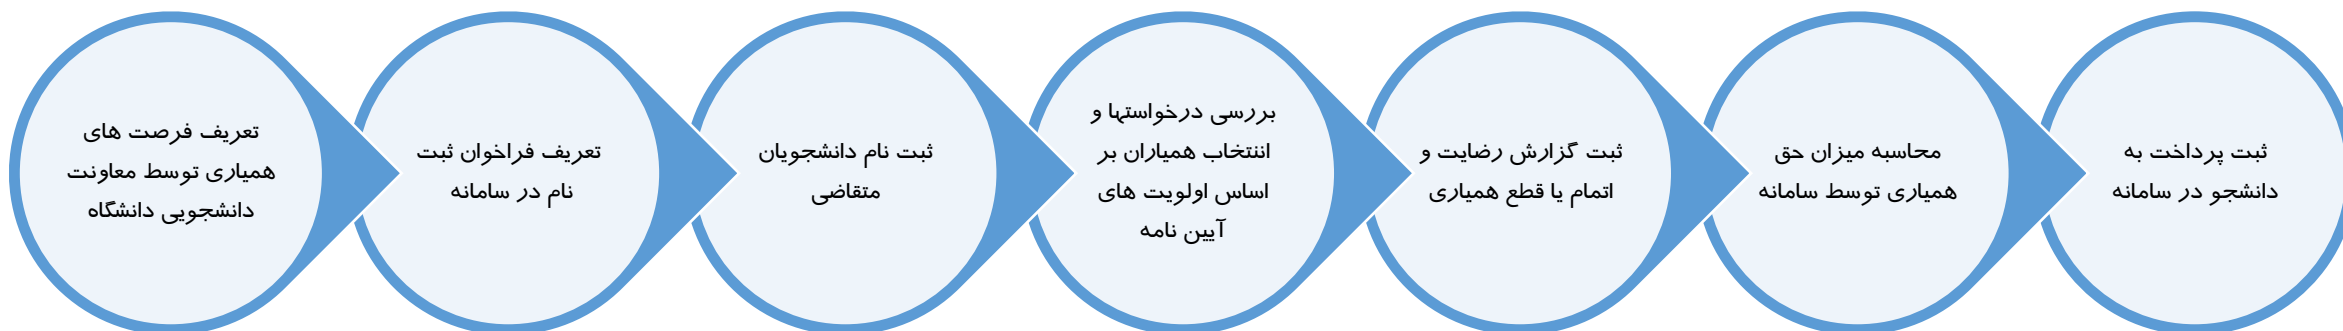 تعریف فرصت های
همیاری توسط معاونت
دانشجویی دانشگاه
تعریف فراخوان ثبت
نام در سامانه
ثبت نام دانشجویان
متقاضی
بررسی درخواستها و
اننتخاب همیاران بر
اساس اولویت های
آیین نامه
ثبت گزارش رضایت و
اتمام یا قطع همیاری
محاسبه میزان حق
همیاری توسط سامانه
ثبت پرداخت به
دانشجو در سامانه